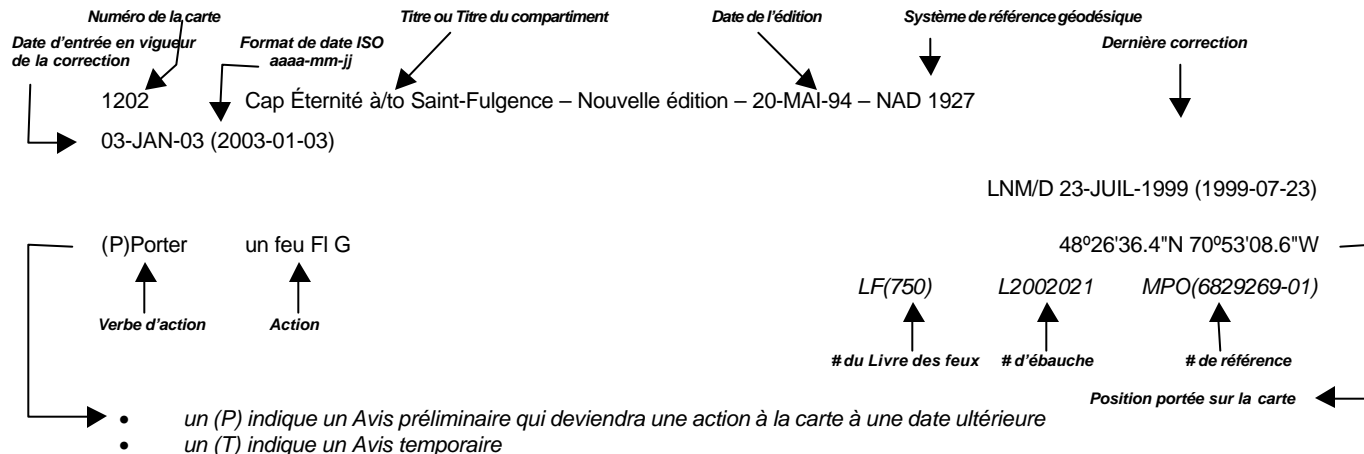 Numéro de la carte
Titre ou Titre du compartiment
Date de l'édition
Système de référence géodésique
Date d'entrée en vigueur
de la correction
Format de date ISO
aaaa-mm-jj
Dernière correction
1202 Cap Éternité à/to Saint-Fulgence – Nouvelle édition – 20-MAI-94 – NAD 1927
03-JAN-03 (2003-01-03)
LNM/D 23-JUIL-1999 (1999-07-23)
(P)Porter un feu Fl G 48º26'36.4"N 70º53'08.6"W
LF(750) L2002021 MPO(6829269-01)
Verbe d'action Action
# du Livre des feux # d'ébauche # de référence
Position portée sur la carte
• un (P) indique un Avis préliminaire qui deviendra une action à la carte à une date ultérieure
• un (T) indique un Avis temporaire